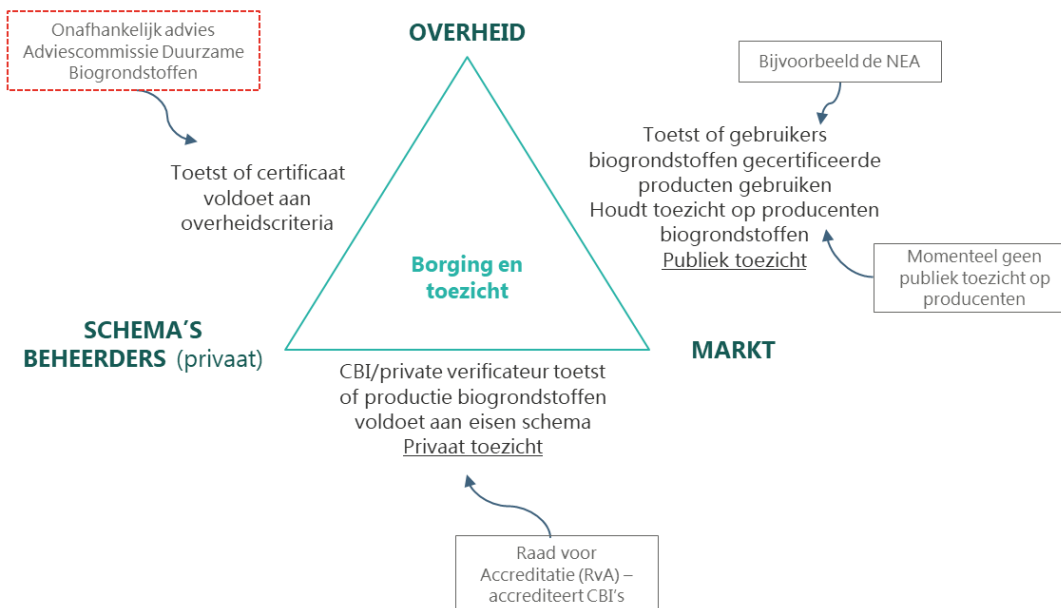 Onafhankelijk advies
Adviescommissie Duurzame
Biogrondstoffen
OVERHEID
Bijvoorbeeld de NEA
Toetst of certificaat
voldoet aan
overheidscriteria
Toetst of gebruikers
biogrondstoffen gecertificeerde
producten gebruiken
Houdt toezicht op producenten
biogrondstoffen
Publiek toezicht
Momenteel geen
publiek toezicht op
producenten
Borging en
toezicht
SCHEMA’S
BEHEERDERS (privaat)
MARKT
CBI/private verificateur toetst
of productie biogrondstoffen
voldoet aan eisen schema
Privaat toezicht
Raad voor
Accreditatie (RvA) –
accrediteert CBI’s